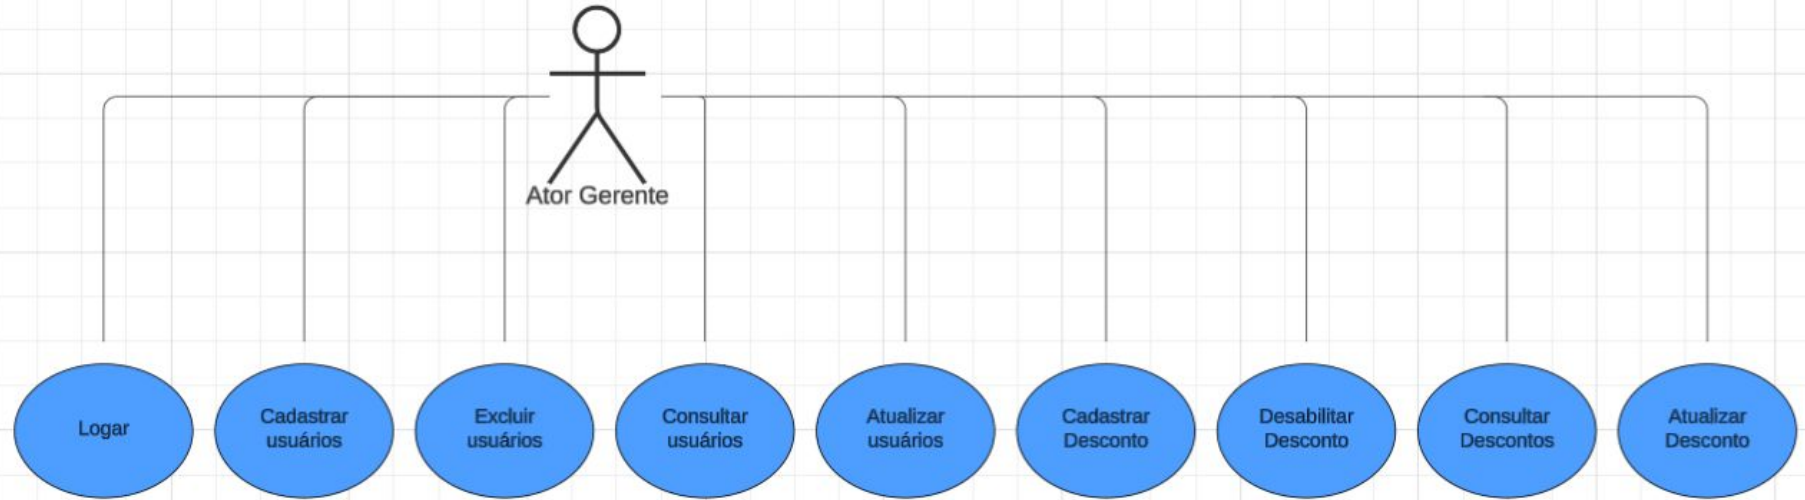 Ator Gerente
Logar
Cadastrar
usuários
Excluir
usuários
Consultar
usuários
Atualizar
usuários
Cadastrar
Desconto
Desabilitar
Desconto
Consultar
Descontos
Atualizar
Desconto